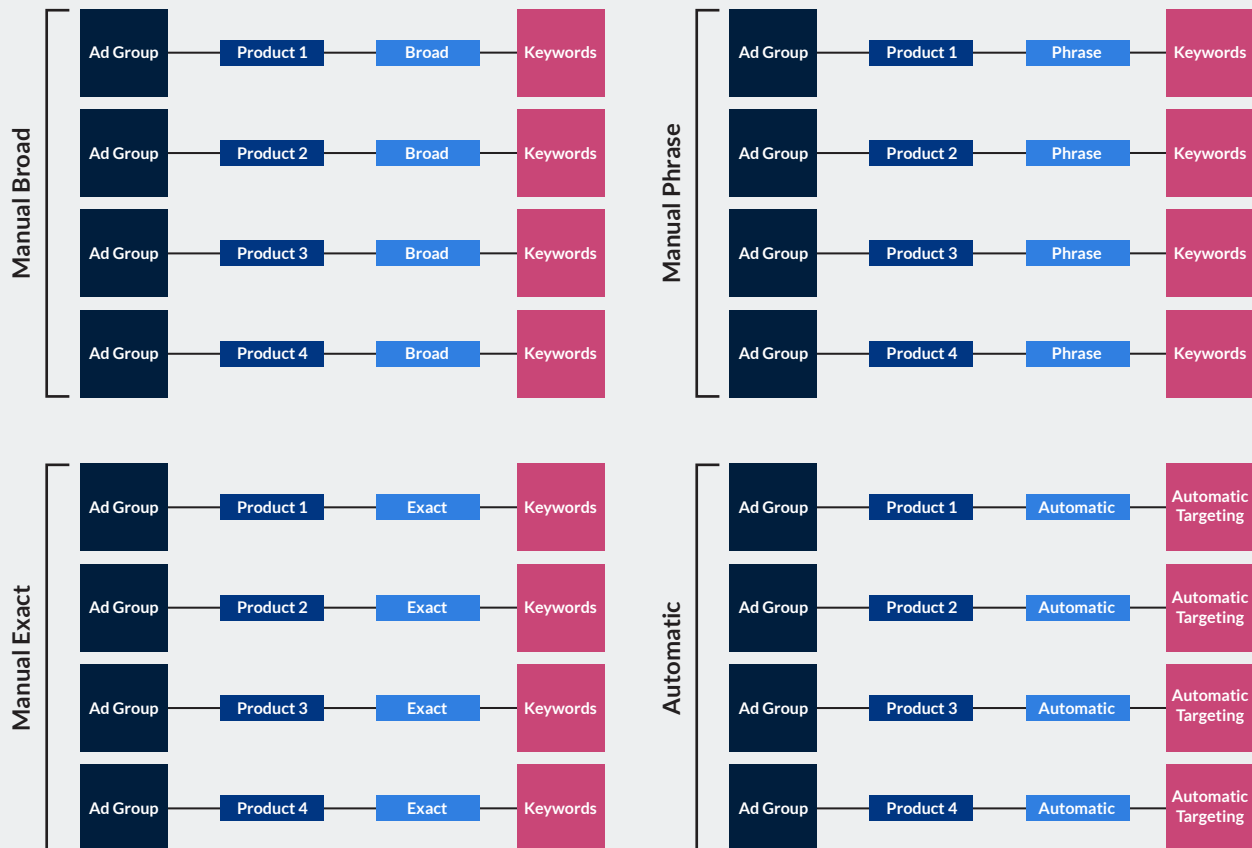 Manual Broad
Ad Group Product 1 Broad Keywords
Ad Group Product 2 Broad Keywords
Ad Group Product 3 Broad Keywords
Ad Group Product 4 Broad Keywords
Manual Phrase
Ad Group Product 1 Phrase Keywords
Ad Group Product 2 Phrase Keywords
Ad Group Product 3 Phrase Keywords
Ad Group Product 4 Phrase Keywords
Manual Exact
Ad Group Product 1 Exact Keywords
Ad Group Product 2 Exact Keywords
Ad Group Product 3 Exact Keywords
Ad Group Product 4 Exact Keywords
Automatic
Ad Group Product 1 Automatic Automatic
Targeting
Ad Group Product 2 Automatic Automatic
Targeting
Ad Group Product 3 Automatic Automatic
Targeting
Ad Group Product 4 Automatic Automatic
Targeting